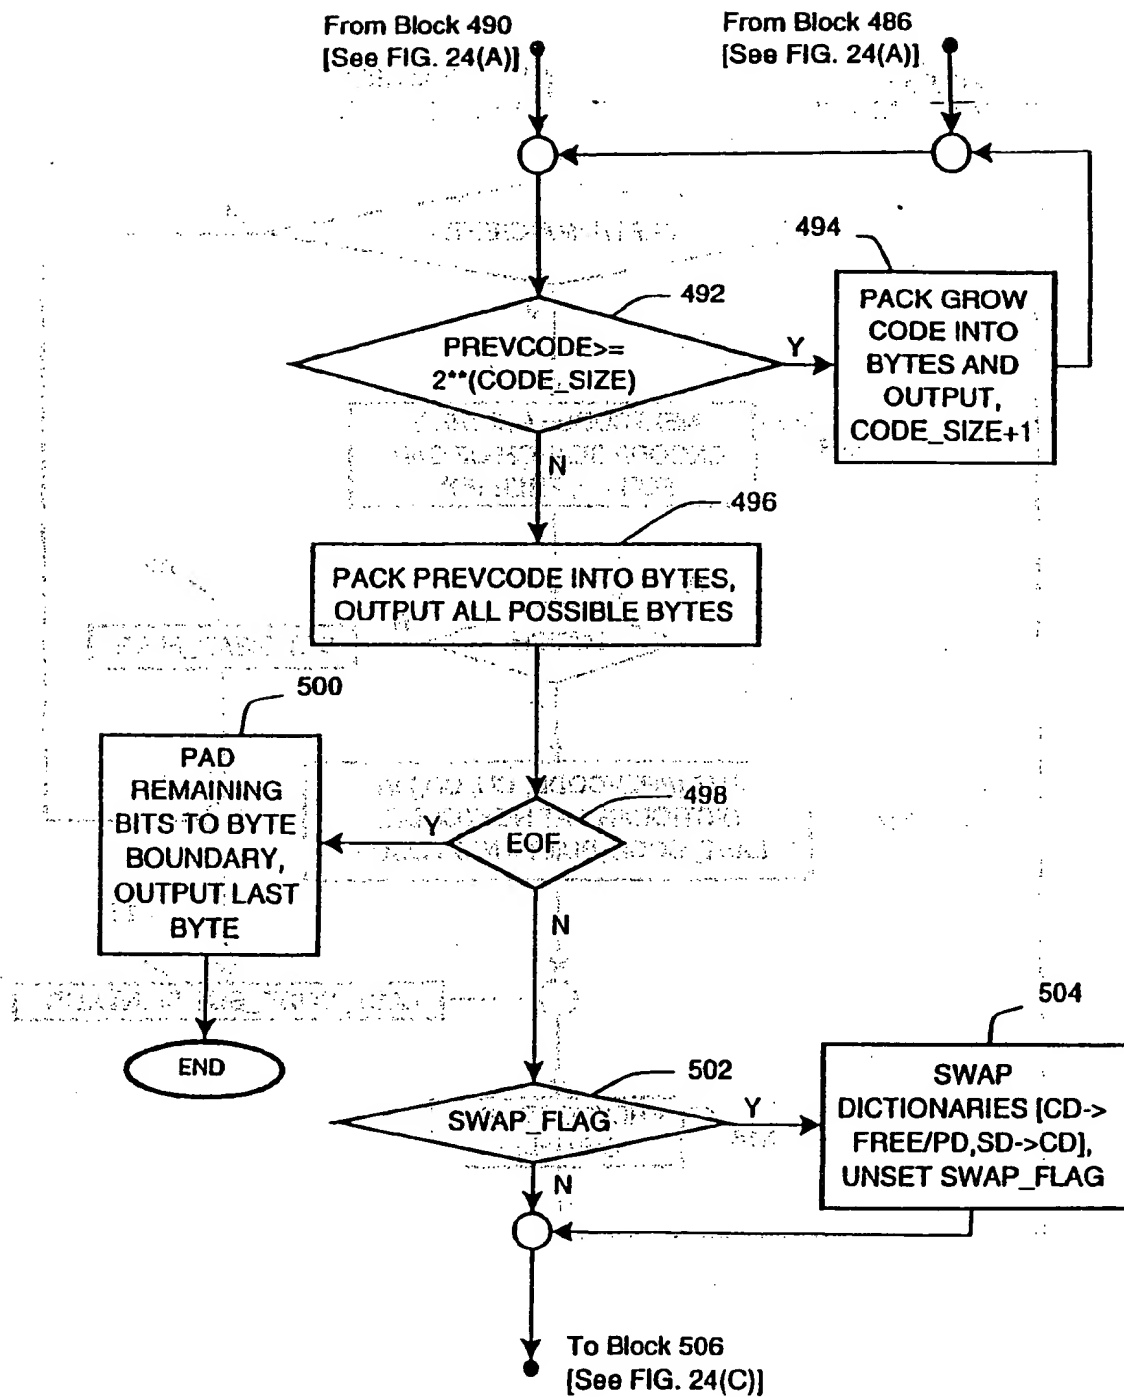 From Block 490
[See FIG. 24(A)]
From Block 486
[See FIG. 24(A)]
494
PACK GROW
CODE INTO
BYTES AND
OUTPUT,
CODE_SIZE+1
492
PREVCODE>=
2**(CODE_SIZE)
Y
N
496
PACK PREVCODE INTO BYTES,
OUTPUT ALL POSSIBLE BYTES
500
PAD
REMAINING
BITS TO BYTE
BOUNDARY,
OUTPUT LAST
BYTE
498
EOF
Y
N
END
504
SWAP
DICTIONARIES [CD->
FREE/PD,SD->CD],
UNSET SWAP_FLAG
502
SWAP_FLAG
Y
N
To Block 506
[See FIG. 24(C)]